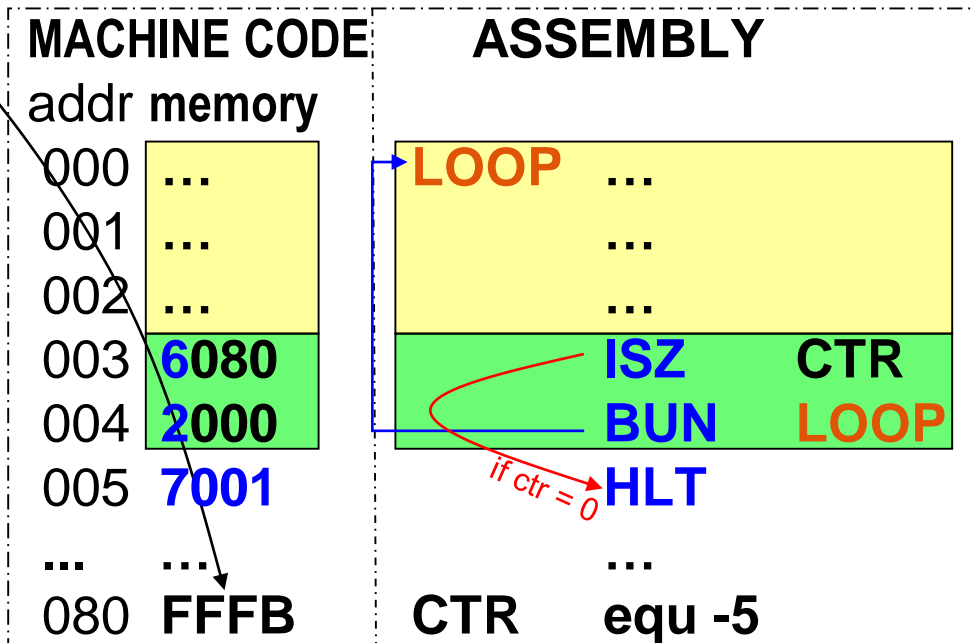 MACHINE CODE ASSEMBLY
addr memory
000 … LOOP …
001 … …
002 … …
003 6080 ISZ CTR
004 2000 BUN LOOP
005 7001 if ctr = 0 HLT
... … …
080 FFFB CTR equ -5